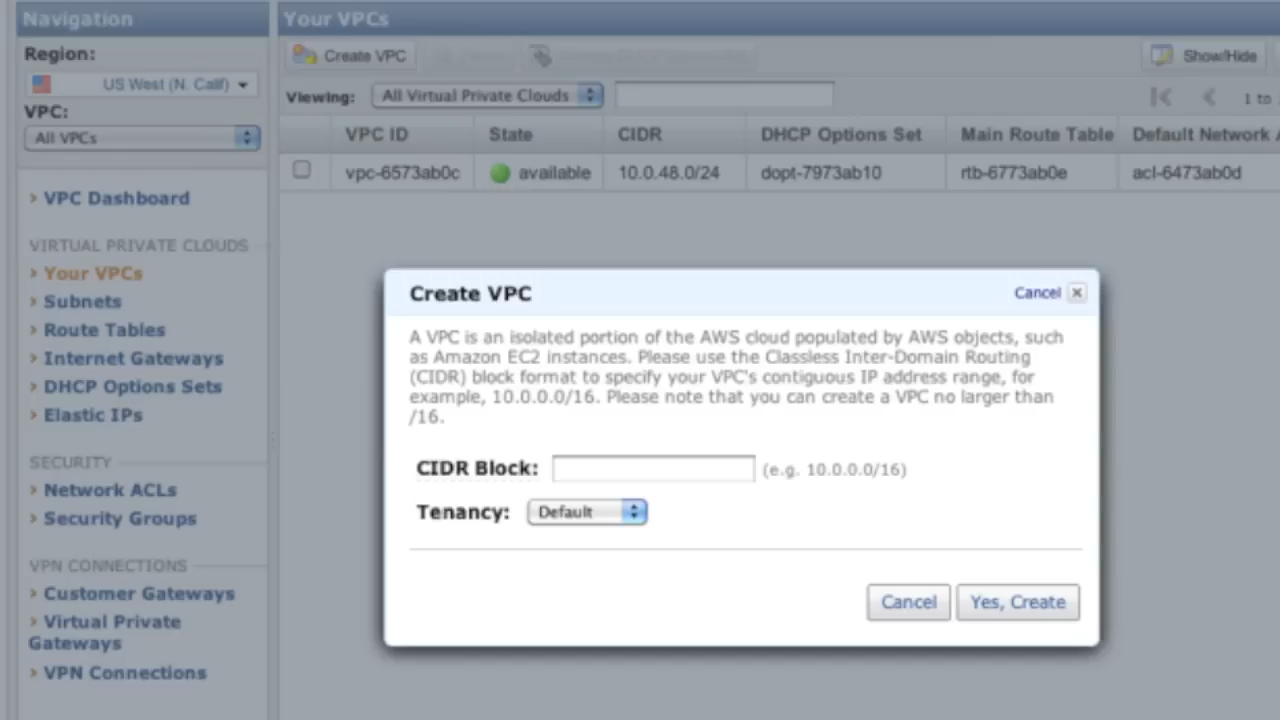 Navigation
Region:
US West (N. Calif)
VPC:
All VPCs
VPC Dashboard
VIRTUAL PRIVATE CLOUDS
Your VPCs
Subnets
Route Tables
Internet Gateways
DHCP Options Sets
Elastic IPs
SECURITY
Network ACLs
Security Groups
VPN CONNECTIONS
Customer Gateways
Virtual Private
Gateways
VPN Connections
Your VPCs
Create VPC
Show/Hide
Viewing: All Virtual Private Clouds
1 to
VPC ID State CIDR DHCP Options Set Main Route Table Default Network A
vpc-6573ab0c available 10.0.48.0/24 dopt-7973ab10 rtb-6773ab0e acl-6473ab0d
Create VPC
Cancel
A VPC is an isolated portion of the AWS cloud populated by AWS objects, such
as Amazon EC2 instances. Please use the Classless Inter-Domain Routing
(CIDR) block format to specify your VPC's contiguous IP address range, for
example, 10.0.0.0/16. Please note that you can create a VPC no larger than
/16.
CIDR Block: (e.g. 10.0.0.0/16)
Tenancy: Default
Cancel Yes, Create